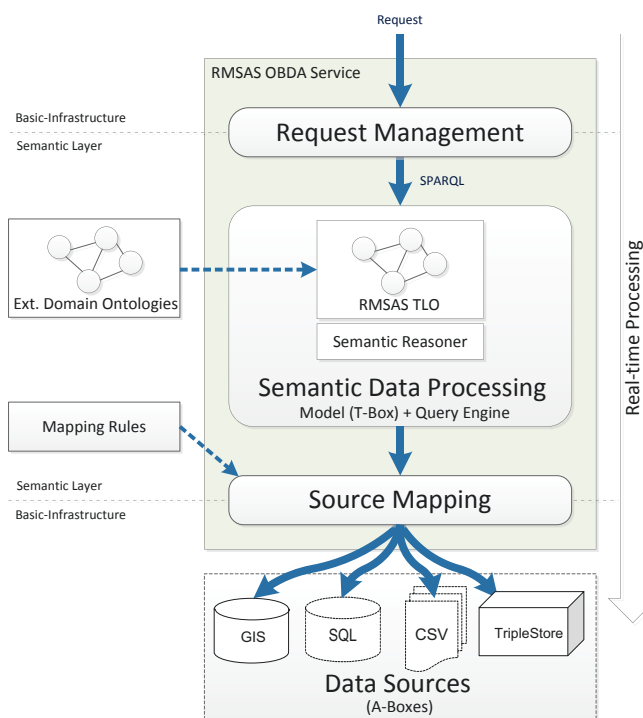 Request
RMSAS OBDA Service
Basic-Infrastructure
Request Management
Semantic Layer
SPARQL
Ext. Domain Ontologies
RMSAS TLO
Semantic Reasoner
Semantic Data Processing
Model (T-Box) + Query Engine
Mapping Rules
Semantic Layer
Source Mapping
Basic-Infrastructure
GIS
SQL
CSV
TripleStore
Data Sources
(A-Boxes)
Real-time Processing